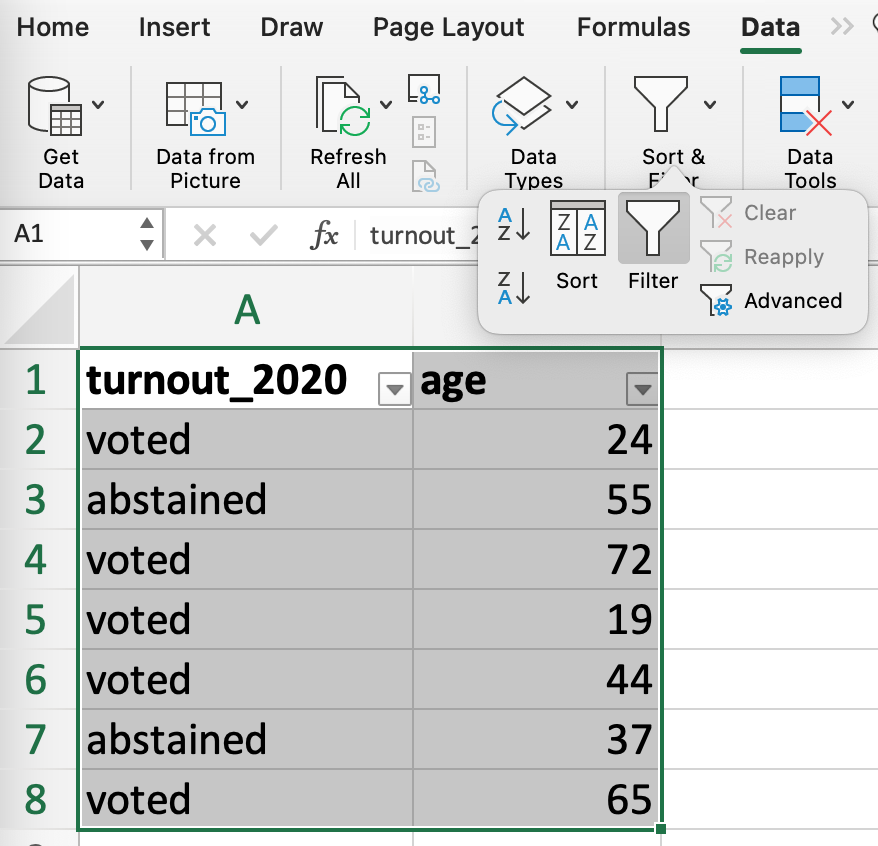 Home Insert Draw Page Layout Formulas Data
Get Data
Data from Picture
Refresh All
Data Types
Sort & Filter
Data Tools
A Z
Z A
Z A A Z
Sort
Filter
Clear
Reapply
Advanced
A1 fx turnout_2
A
1 turnout_2020 age
2 voted 24
3 abstained 55
4 voted 72
5 voted 19
6 voted 44
7 abstained 37
8 voted 65